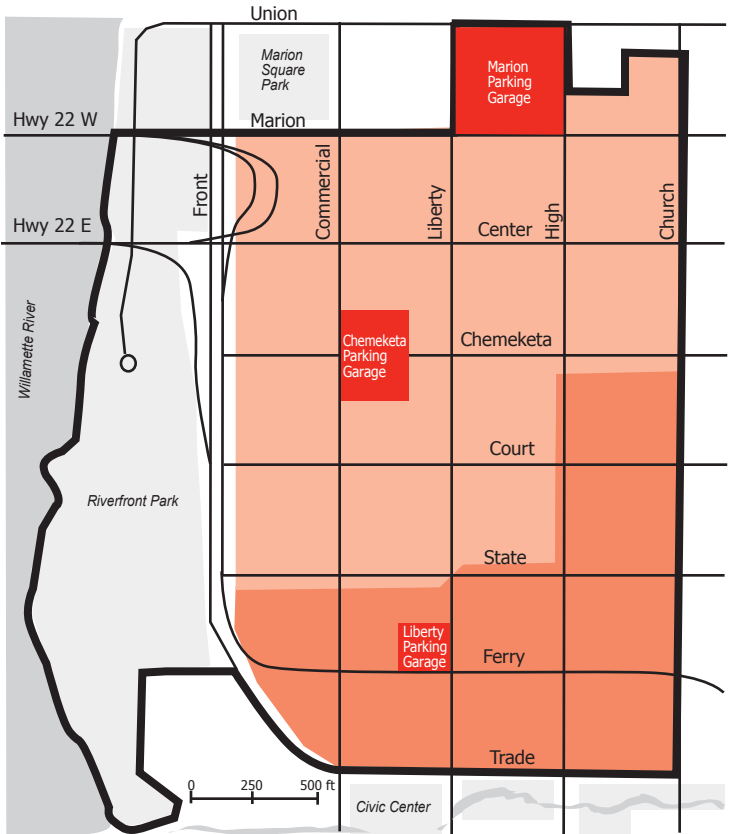 Union
Marion
Square
Park
Marion
Parking
Garage
Hwy 22 W
Marion
Front
Commercial
Liberty
High
Church
Hwy 22 E
Center
Willamette River
Chemeketa
Parking
Garage
Chemeketa
Court
Riverfront Park
State
Liberty
Parking
Garage
Ferry
Trade
0 250 500 ft
Civic Center